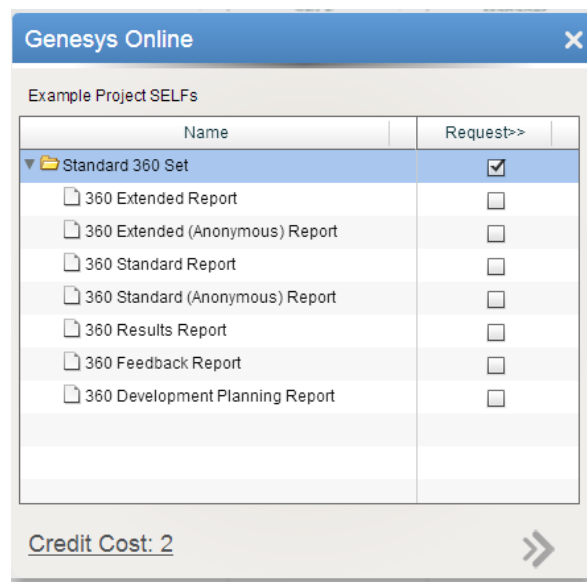 Genesys Online
Example Project SELFs
Name Request>>
Standard 360 Set
360 Extended Report
360 Extended (Anonymous) Report
360 Standard Report
360 Standard (Anonymous) Report
360 Results Report
360 Feedback Report
360 Development Planning Report
Credit Cost: 2